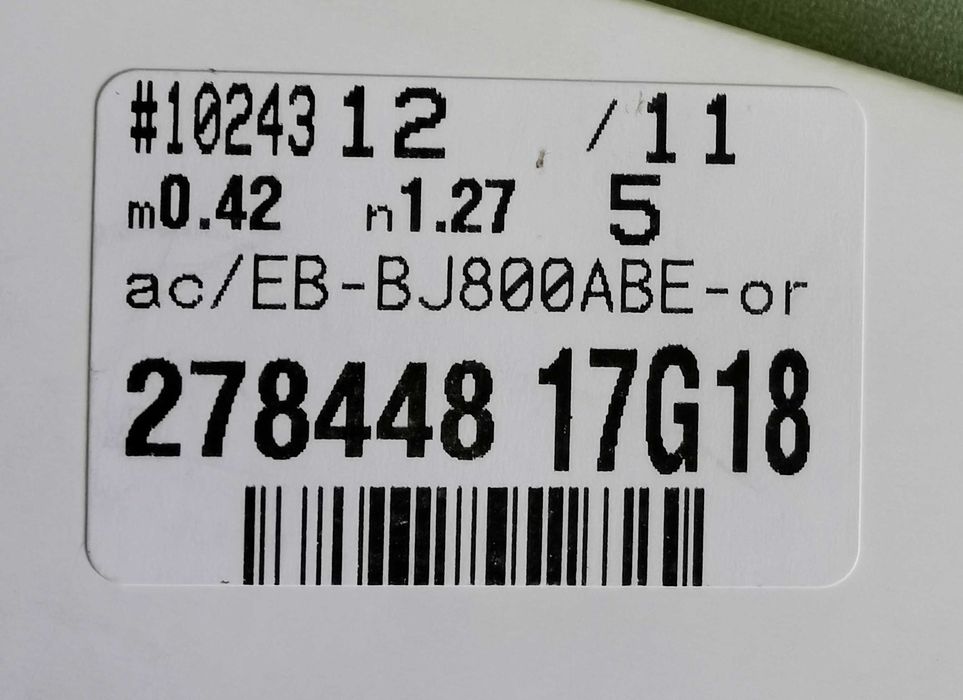 #10243 12 /11
m0.42 n1.27 5
ac/EB-BJ800ABE-or
278448 17G18